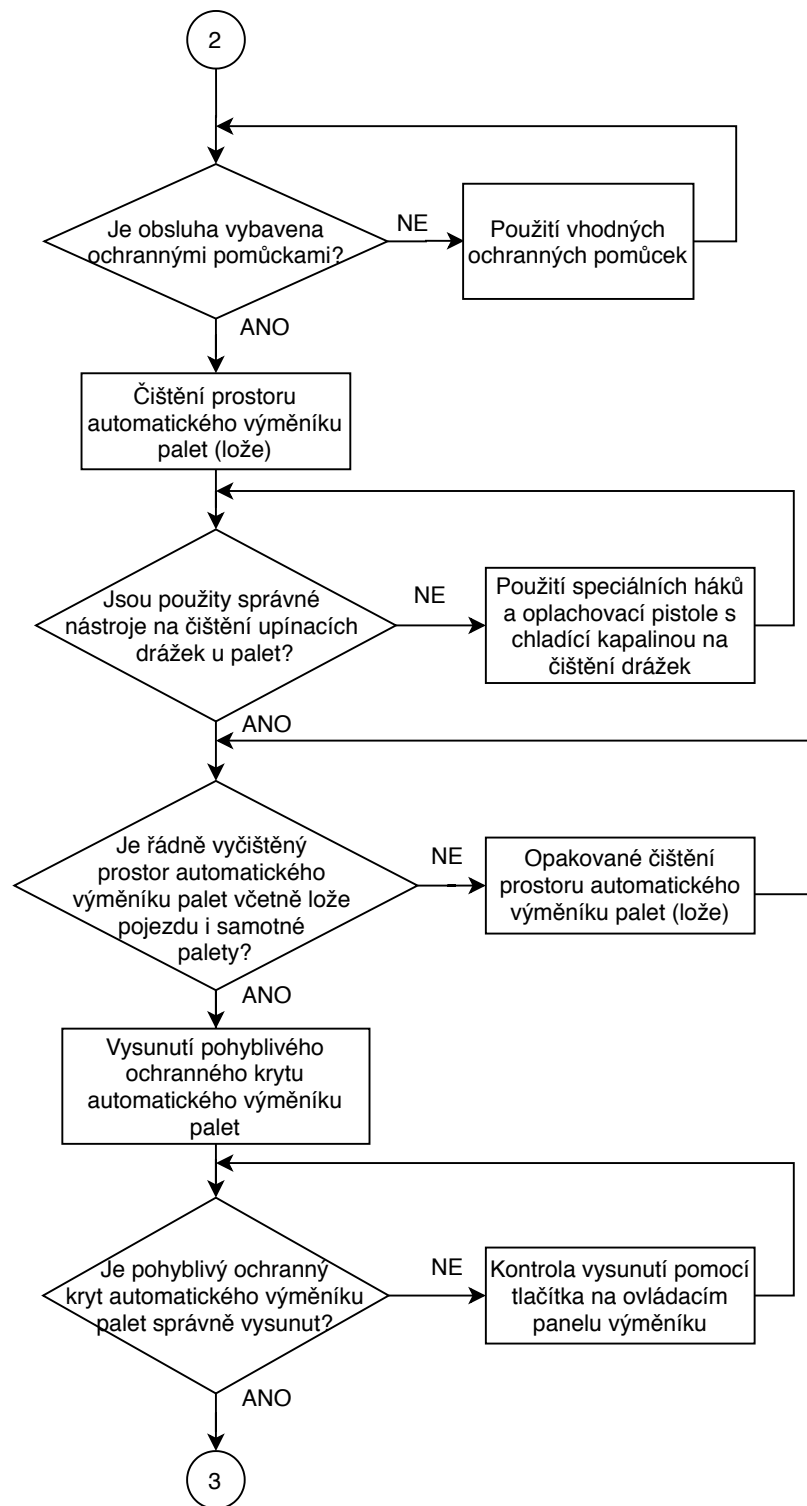 2
Je obsluha vybavena
ochrannými pomůckami?
NE
Použití vhodných
ochranných pomůcek
ANO
Čištění prostoru
automatického výměníku
palet (lože)
Jsou použity správné
nástroje na čištění upínacích
drážek u palet?
NE
Použití speciálních háků
a oplachovací pistole s
chladící kapalinou na
čištění drážek
ANO
Je řádně vyčištěný
prostor automatického
výměníku palet včetně lože
pojezdu i samotné
palety?
NE
Opakované čištění
prostoru automatického
výměníku palet (lože)
ANO
Vysunutí pohyblivého
ochranného krytu
automatického výměníku
palet
Je pohyblivý ochranný
kryt automatického výměníku
palet správně vysunut?
NE
Kontrola vysunutí pomocí
tlačítka na ovládacím
panelu výměníku
ANO
3